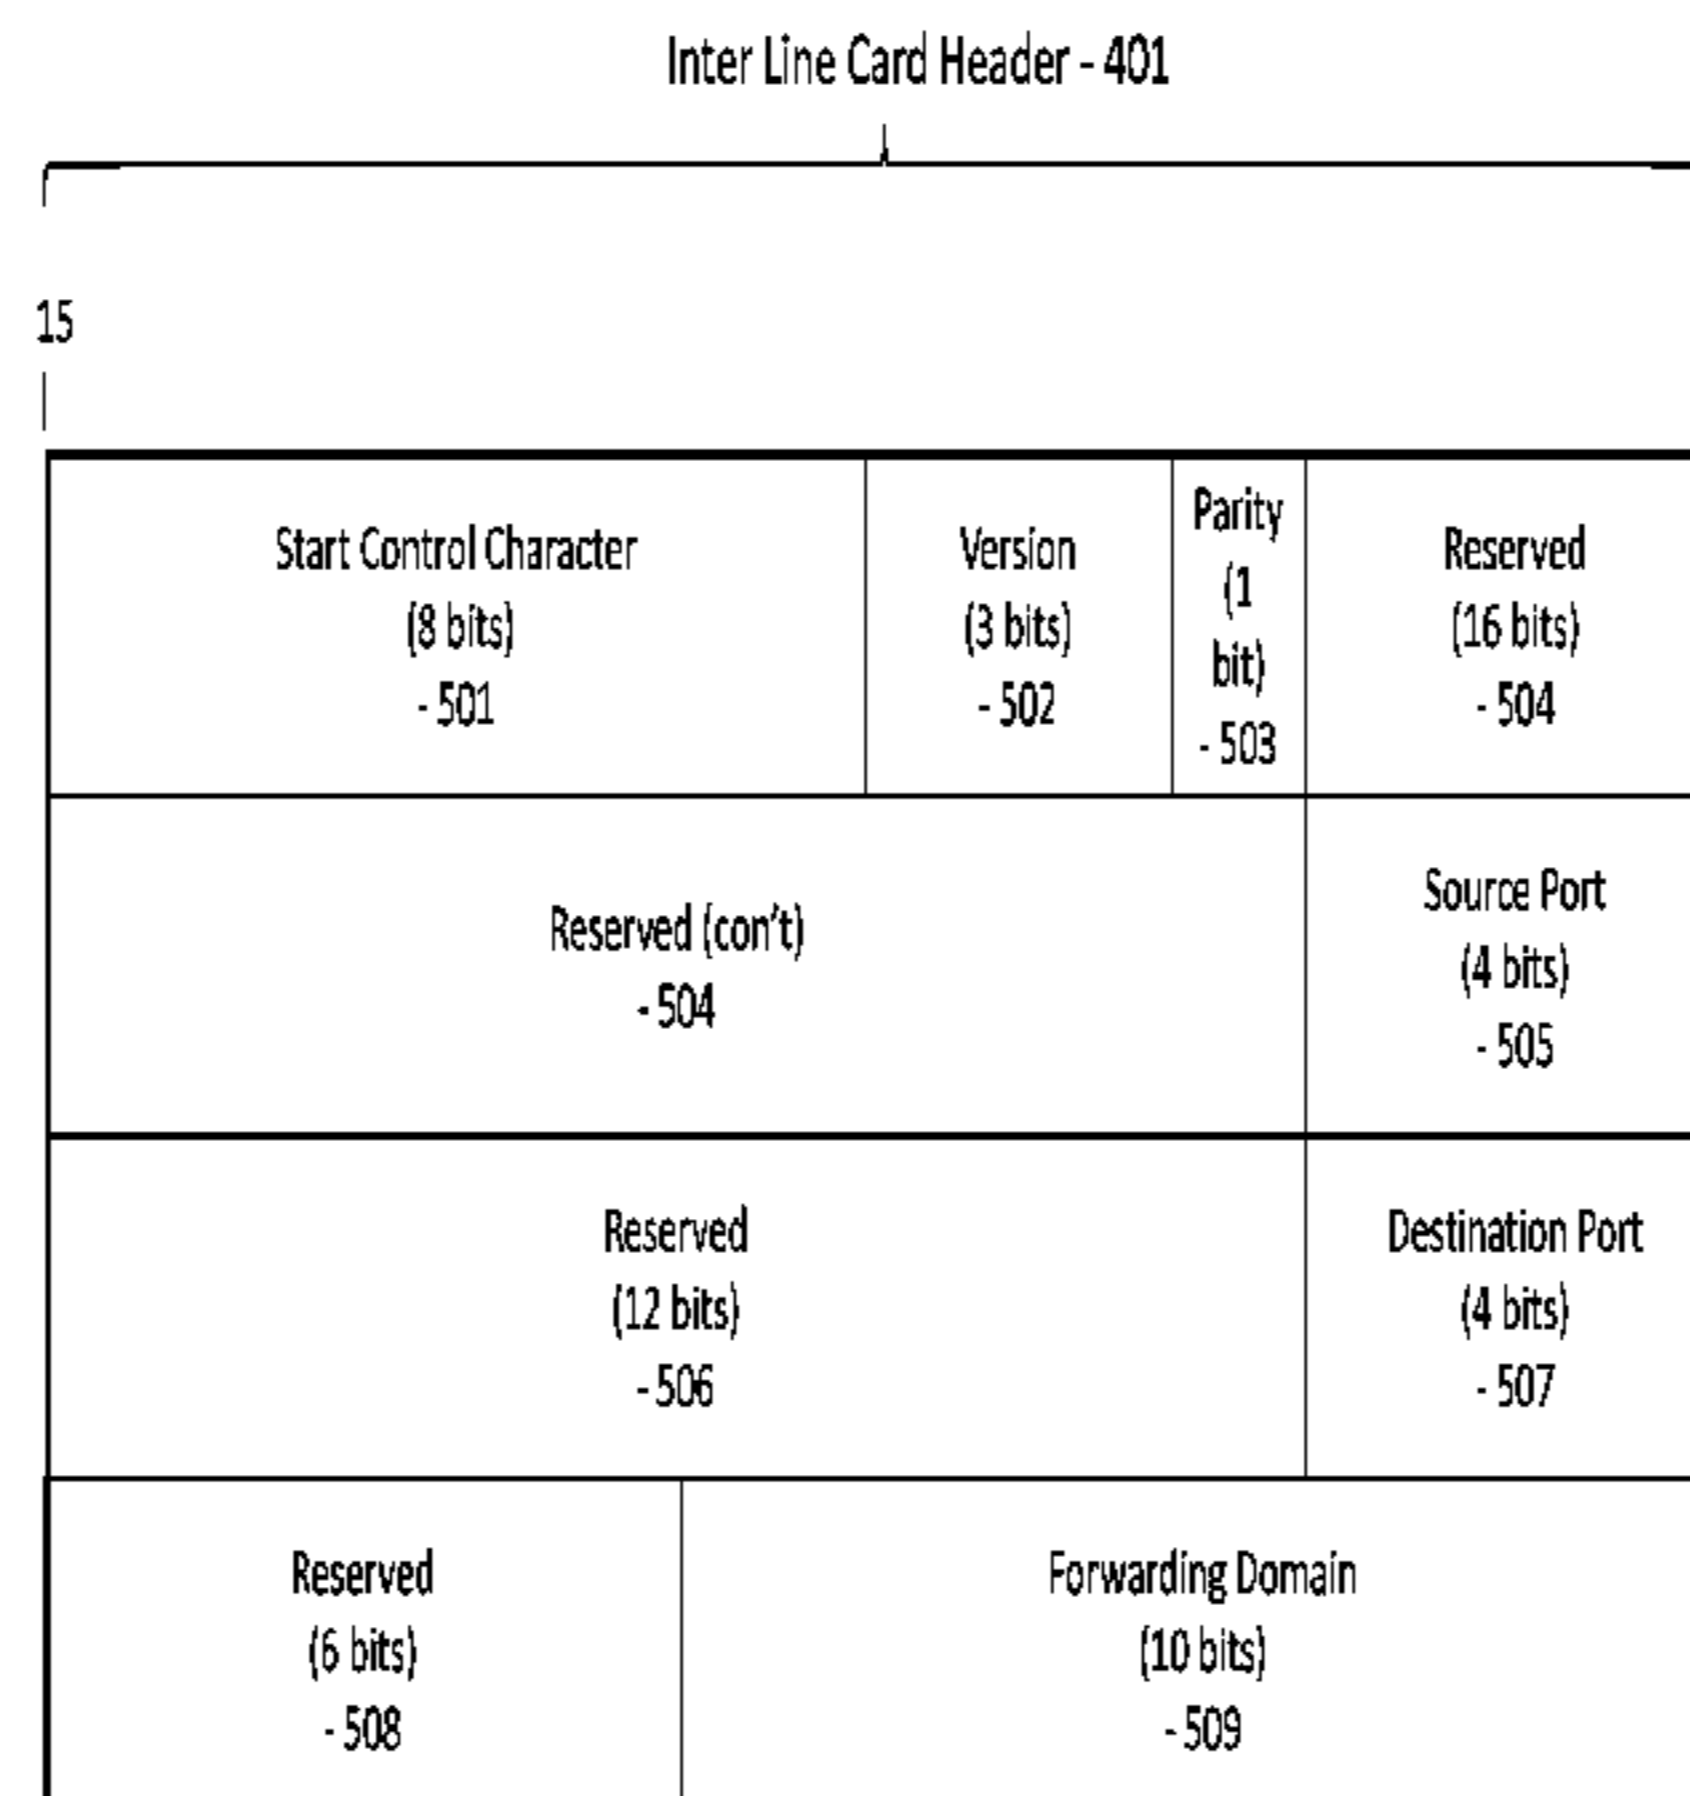 Inter Line Card Header - 401
15
Start Control Character
(8 bits)
- 501
Version
(3 bits)
- 502
Parity
(1
bit)
- 503
Reserved
(16 bits)
- 504
Reserved (con't)
- 504
Source Port
(4 bits)
- 505
Reserved
(12 bits)
- 506
Destination Port
(4 bits)
- 507
Reserved
(6 bits)
- 508
Forwarding Domain
(10 bits)
- 509